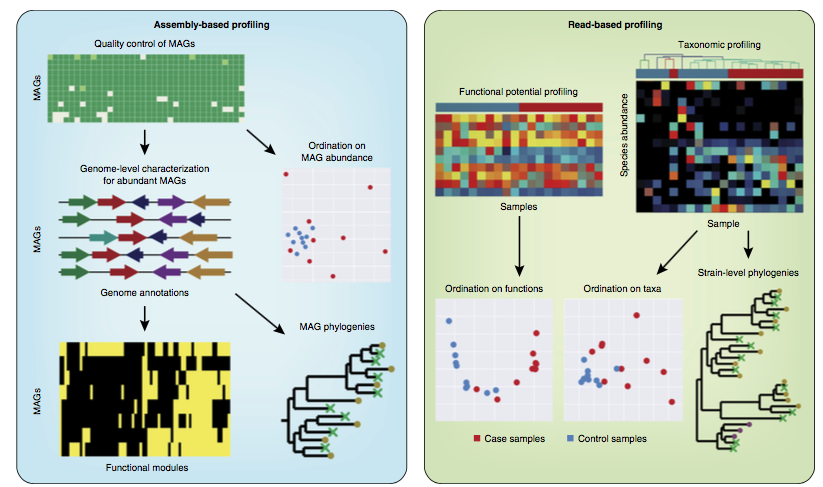 Assembly-based profiling
Quality control of MAGs
MAGs
Ordination on
MAG abundance
Genome-level characterization
for abundant MAGs
MAGs
Genome annotations
MAG phylogenies
MAGs
Functional modules
Read-based profiling
Taxonomic profiling
Functional potential profiling
Species abundance
Samples
Sample
Strain-level phylogenies
Ordination on functions
Ordination on taxa
Case samples
Control samples